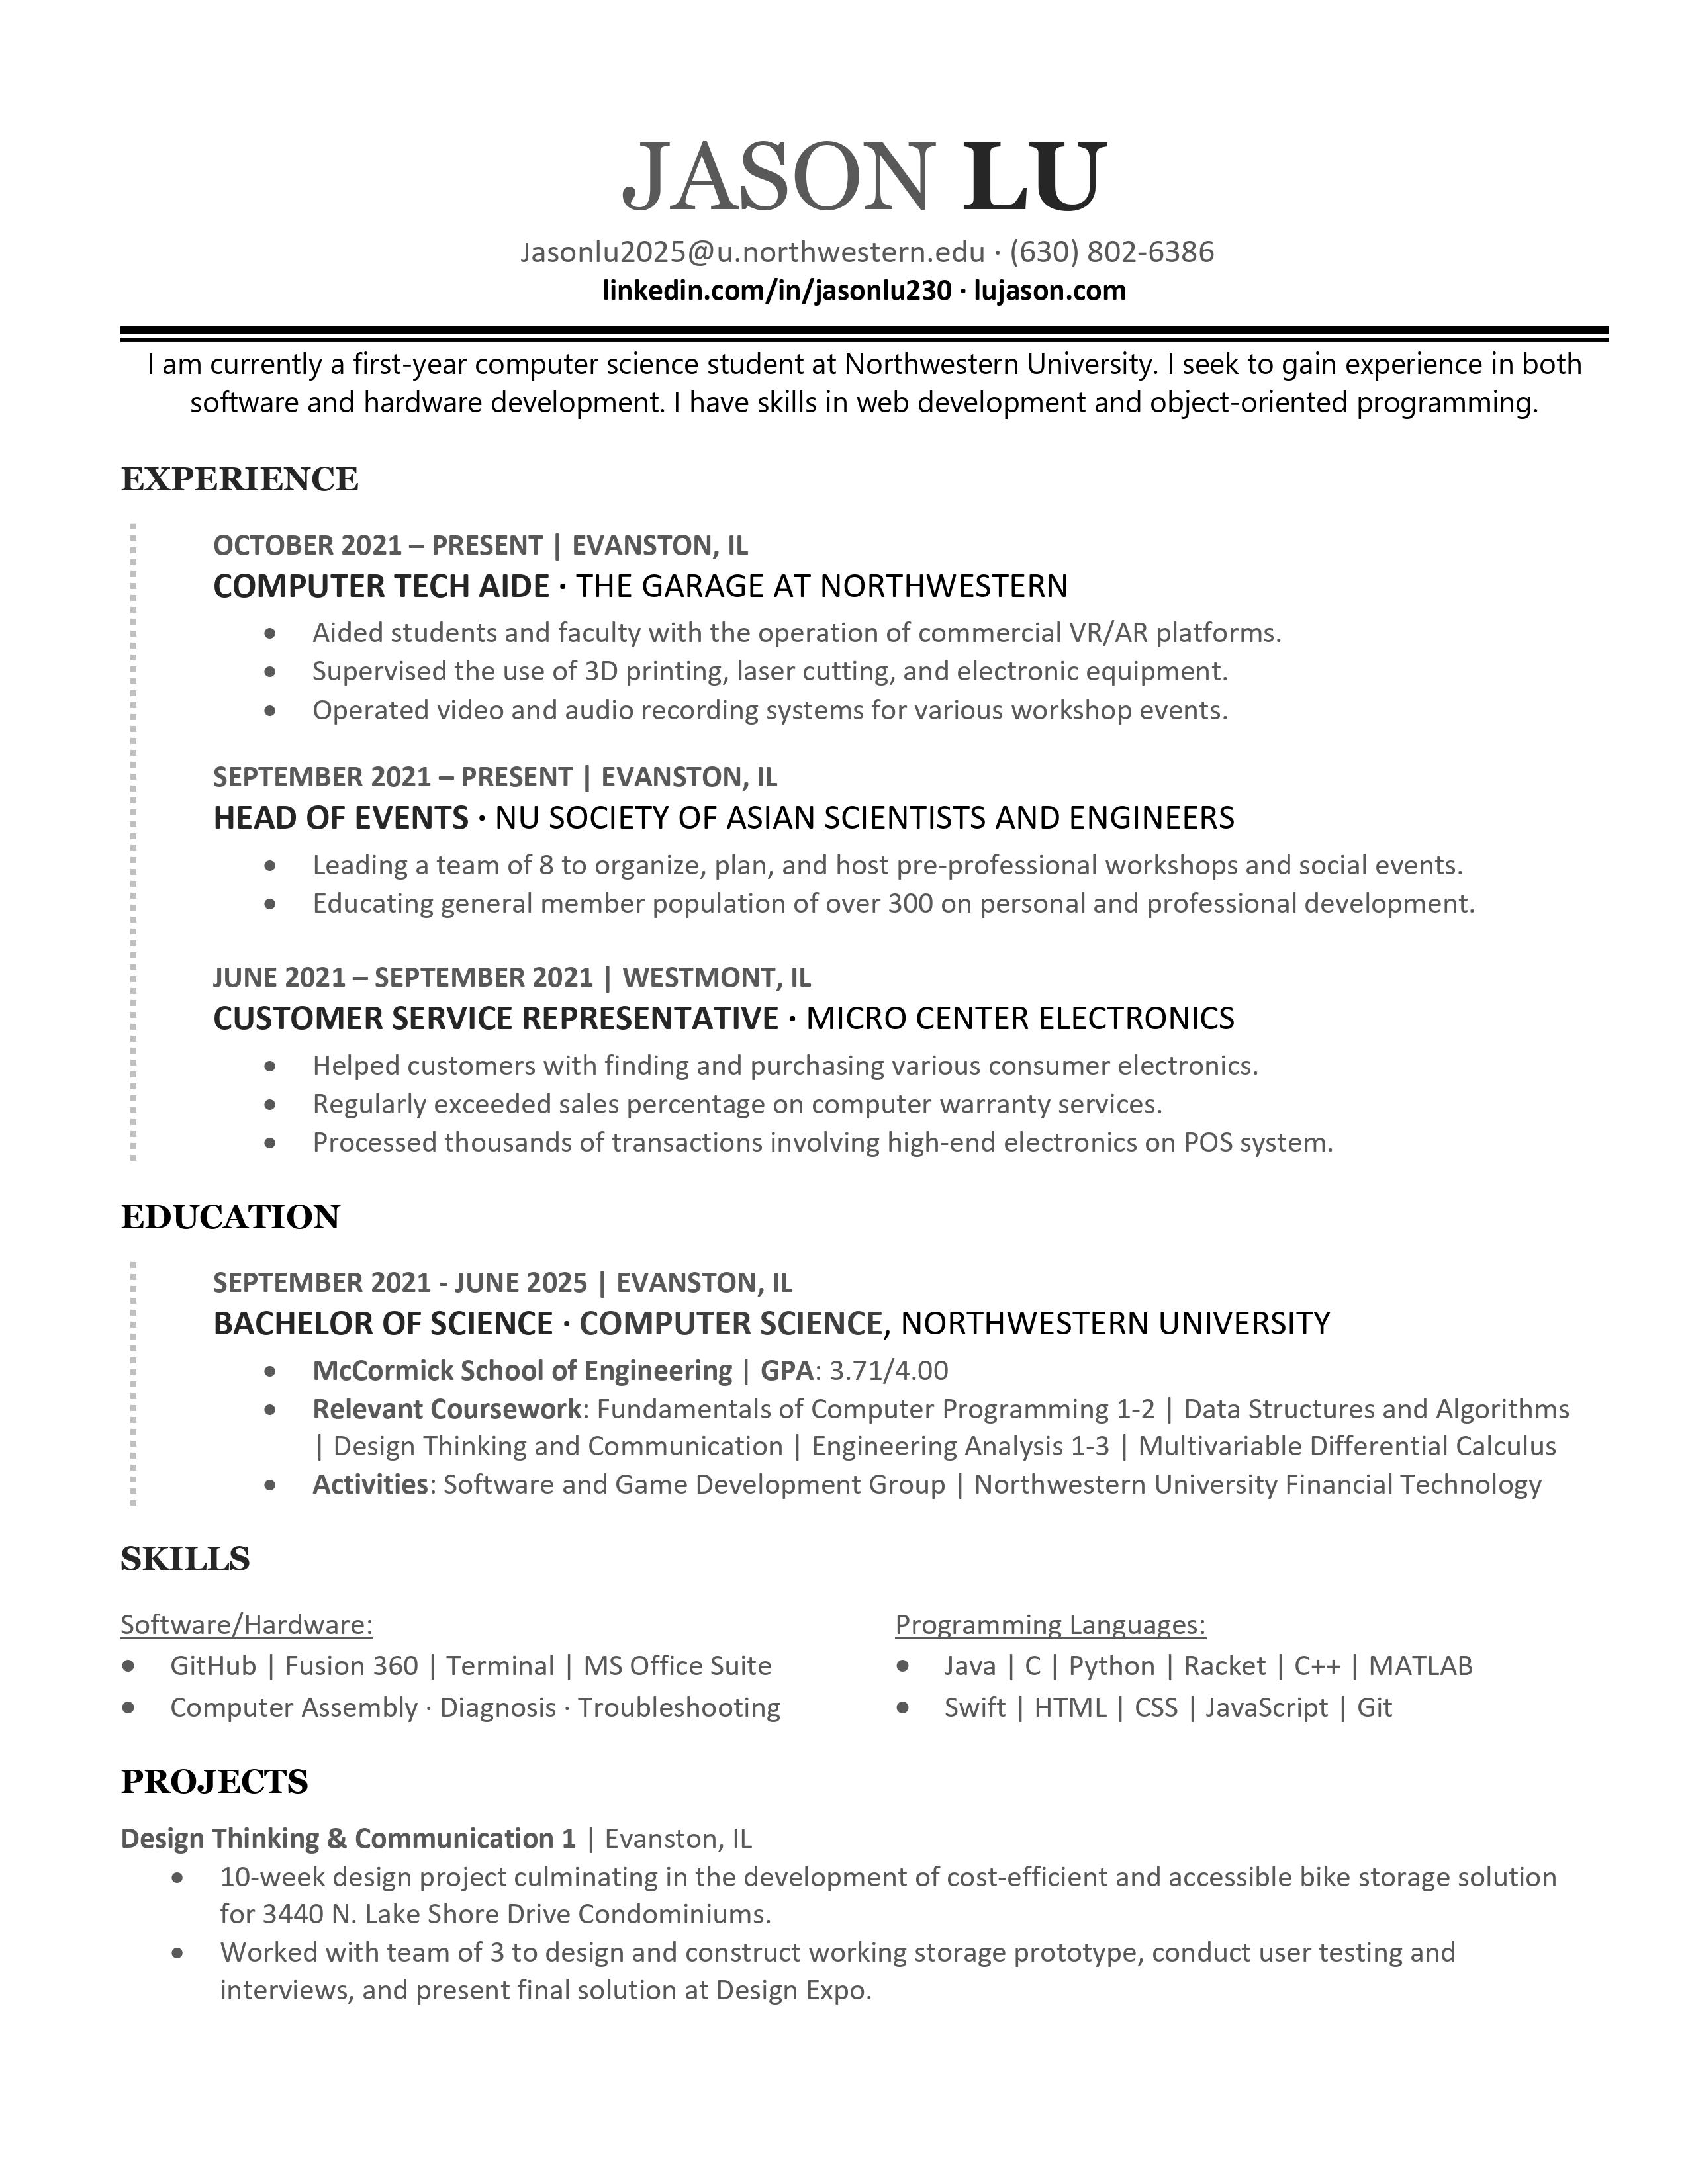 JASON LU
Jasonlu2025@u.northwestern.edu · (630) 802-6386
linkedin.com/in/jasonlu230 · lujason.com
I am currently a first-year computer science student at Northwestern University. I seek to gain experience in both
software and hardware development. I have skills in web development and object-oriented programming.
EXPERIENCE
OCTOBER 2021 – PRESENT | EVANSTON, IL
COMPUTER TECH AIDE · THE GARAGE AT NORTHWESTERN
• Aided students and faculty with the operation of commercial VR/AR platforms.
• Supervised the use of 3D printing, laser cutting, and electronic equipment.
• Operated video and audio recording systems for various workshop events.
SEPTEMBER 2021 – PRESENT | EVANSTON, IL
HEAD OF EVENTS · NU SOCIETY OF ASIAN SCIENTISTS AND ENGINEERS
• Leading a team of 8 to organize, plan, and host pre-professional workshops and social events.
• Educating general member population of over 300 on personal and professional development.
JUNE 2021 – SEPTEMBER 2021 | WESTMONT, IL
CUSTOMER SERVICE REPRESENTATIVE · MICRO CENTER ELECTRONICS
• Helped customers with finding and purchasing various consumer electronics.
• Regularly exceeded sales percentage on computer warranty services.
• Processed thousands of transactions involving high-end electronics on POS system.
EDUCATION
SEPTEMBER 2021 - JUNE 2025 | EVANSTON, IL
BACHELOR OF SCIENCE · COMPUTER SCIENCE, NORTHWESTERN UNIVERSITY
• McCormick School of Engineering | GPA: 3.71/4.00
• Relevant Coursework: Fundamentals of Computer Programming 1-2 | Data Structures and Algorithms
| Design Thinking and Communication | Engineering Analysis 1-3 | Multivariable Differential Calculus
• Activities: Software and Game Development Group | Northwestern University Financial Technology
SKILLS
Software/Hardware:
• GitHub | Fusion 360 | Terminal | MS Office Suite
• Computer Assembly · Diagnosis · Troubleshooting
Programming Languages:
• Java | C | Python | Racket | C++ | MATLAB
• Swift | HTML | CSS | JavaScript | Git
PROJECTS
Design Thinking & Communication 1 | Evanston, IL
• 10-week design project culminating in the development of cost-efficient and accessible bike storage solution
for 3440 N. Lake Shore Drive Condominiums.
• Worked with team of 3 to design and construct working storage prototype, conduct user testing and
interviews, and present final solution at Design Expo.